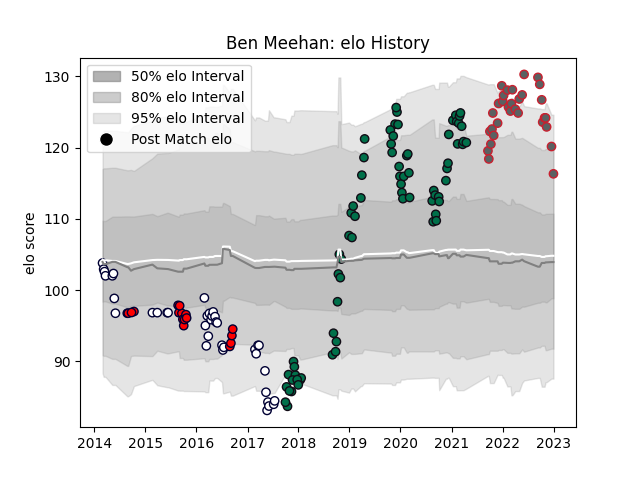 Ben Meehan: elo History
50% elo Interval
80% elo Interval
95% elo Interval
Post Match elo
elo score
130
120
110
100
90
2014 2015 2016 2017 2018 2019 2020 2021 2022 2023